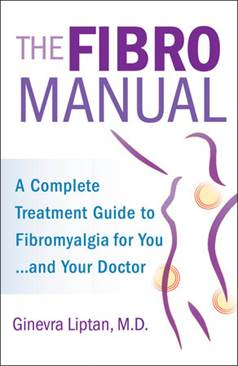 THE FIBRO
MANUAL
A Complete
Treatment Guide to
Fibromyalgia for You
...and Your Doctor
Ginevra Liptan, M.D.